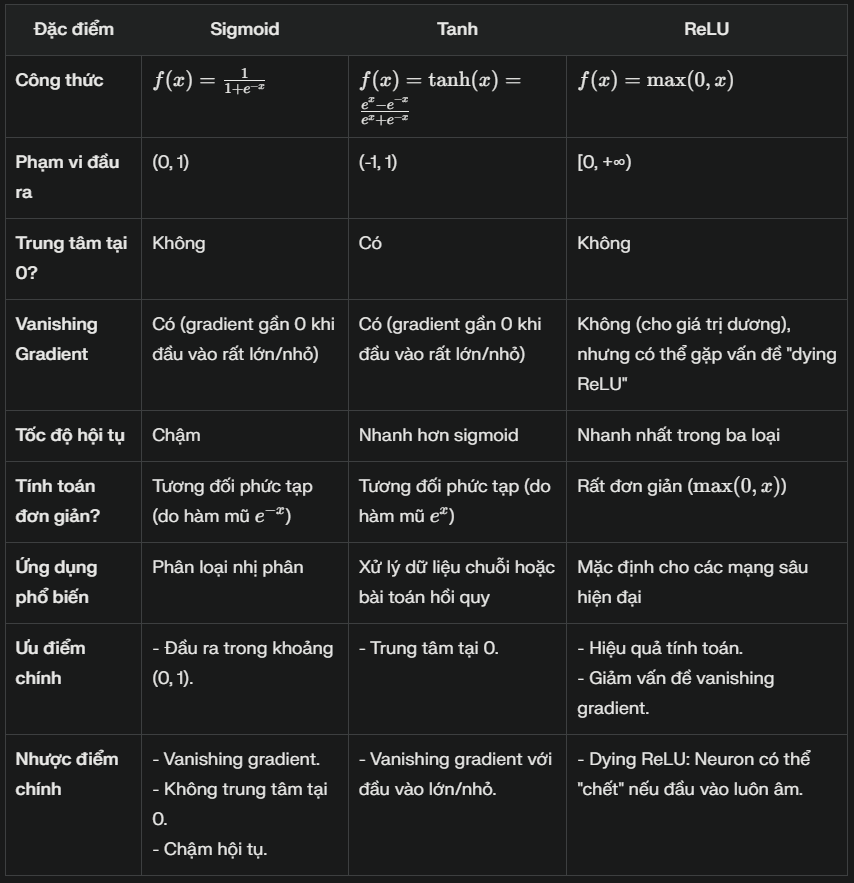 Đặc điểm Sigmoid Tanh ReLU
Công thức f(x) = 1/(1+e^{-x}) f(x) = tanh(x) = f(x) = max(0, x)
(e^x−e^{-x})/(e^x+e^{-x})
Phạm vi đầu (0, 1) (-1, 1) [0, +∞)
ra
Trung tâm tại Không Có Không
0?
Vanishing Có (gradient gần 0 khi Có (gradient gần 0 khi Không (cho giá trị dương),
Gradient đầu vào rất lớn/nhỏ) đầu vào rất lớn/nhỏ) nhưng có thể gặp vấn đề "dying
ReLU"
Tốc độ hội tụ Chậm Nhanh hơn sigmoid Nhanh nhất trong ba loại
Tính toán Tương đối phức tạp Tương đối phức tạp (do Rất đơn giản (max(0, x))
đơn giản? (do hàm mũ e^{-x}) hàm mũ e^x)
Ứng dụng Phân loại nhị phân Xử lý dữ liệu chuỗi hoặc Mặc định cho các mạng sâu
phổ biến bài toán hồi quy hiện đại
Ưu điểm - Đầu ra trong khoảng - Trung tâm tại 0. - Hiệu quả tính toán.
chính (0, 1). - Giảm vấn đề vanishing
gradient.
Nhược điểm - Vanishing gradient. - Vanishing gradient với - Dying ReLU: Neuron có thể
chính - Không trung tâm tại đầu vào lớn/nhỏ. "chết" nếu đầu vào luôn âm.
0.
- Chậm hội tụ.